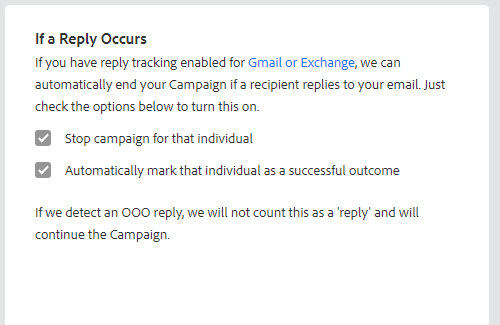 If a Reply Occurs
If you have reply tracking enabled for Gmail or Exchange, we can
automatically end your Campaign if a recipient replies to your email. Just
check the options below to turn this on.
Stop campaign for that individual
Automatically mark that individual as a successful outcome
If we detect an OOO reply, we will not count this as a 'reply' and will
continue the Campaign.